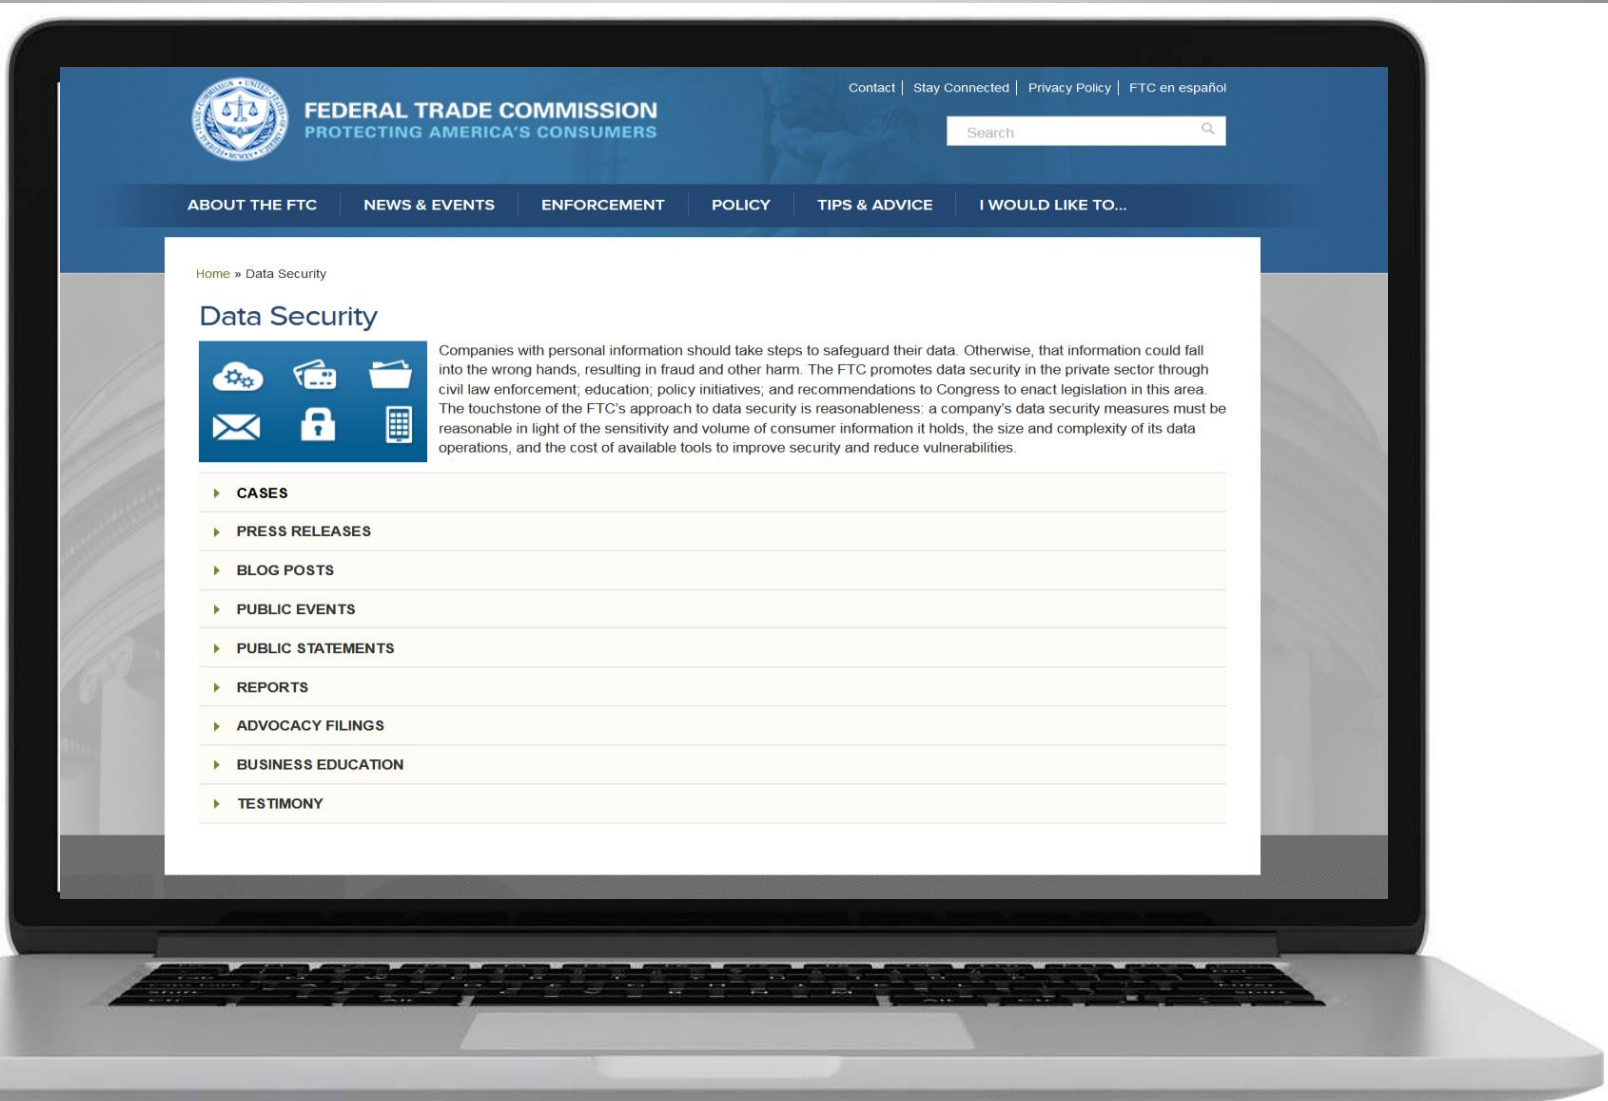 Contact | Stay Connected | Privacy Policy | FTC en español
FEDERAL TRADE COMMISSION
PROTECTING AMERICA'S CONSUMERS
Search
ABOUT THE FTC
NEWS & EVENTS
ENFORCEMENT
POLICY
TIPS & ADVICE
I WOULD LIKE TO...
Home » Data Security
Data Security
Companies with personal information should take steps to safeguard their data. Otherwise, that information could fall
into the wrong hands, resulting in fraud and other harm. The FTC promotes data security in the private sector through
civil law enforcement; education; policy initiatives; and recommendations to Congress to enact legislation in this area.
The touchstone of the FTC's approach to data security is reasonableness: a company's data security measures must be
reasonable in light of the sensitivity and volume of consumer information it holds, the size and complexity of its data
operations, and the cost of available tools to improve security and reduce vulnerabilities.
CASES
PRESS RELEASES
BLOG POSTS
PUBLIC EVENTS
PUBLIC STATEMENTS
REPORTS
ADVOCACY FILINGS
BUSINESS EDUCATION
TESTIMONY